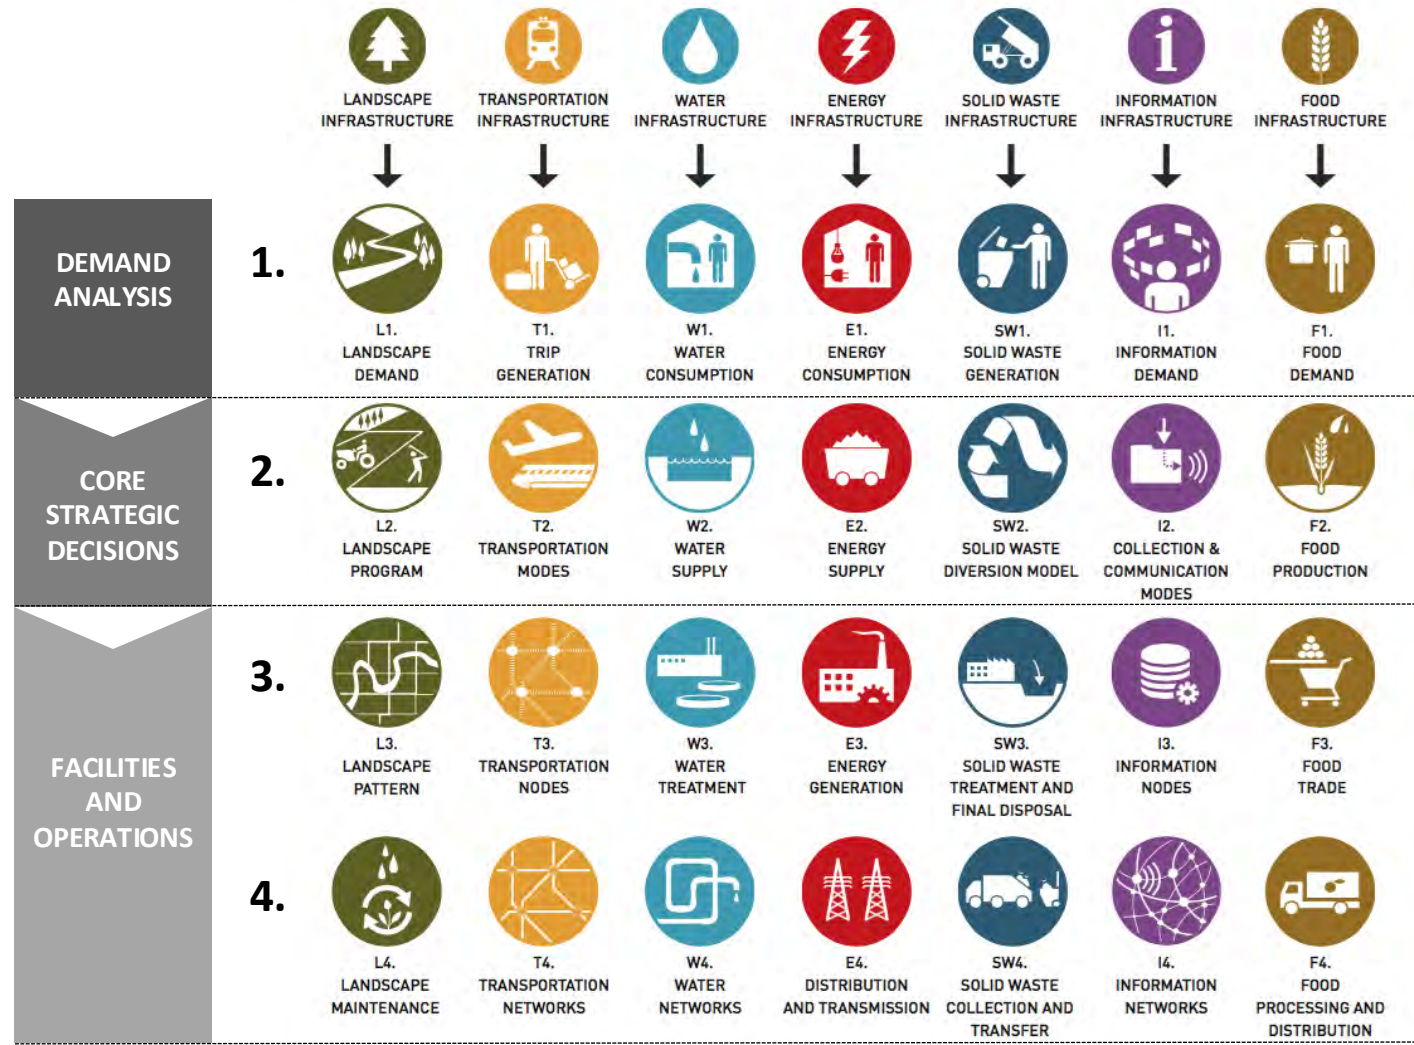 LANDSCAPE
INFRASTRUCTURE
TRANSPORTATION
INFRASTRUCTURE
WATER
INFRASTRUCTURE
ENERGY
INFRASTRUCTURE
SOLID WASTE
INFRASTRUCTURE
INFORMATION
INFRASTRUCTURE
FOOD
INFRASTRUCTURE
DEMAND
ANALYSIS
1.
L1.
LANDSCAPE
DEMAND
T1.
TRIP
GENERATION
W1.
WATER
CONSUMPTION
E1.
ENERGY
CONSUMPTION
SW1.
SOLID WASTE
GENERATION
I1.
INFORMATION
DEMAND
F1.
FOOD
DEMAND
CORE
STRATEGIC
DECISIONS
2.
L2.
LANDSCAPE
PROGRAM
T2.
TRANSPORTATION
MODES
W2.
WATER
SUPPLY
E2.
ENERGY
SUPPLY
SW2.
SOLID WASTE
DIVERSION MODEL
I2.
COLLECTION &
COMMUNICATION
MODES
F2.
FOOD
PRODUCTION
FACILITIES
AND
OPERATIONS
3.
L3.
LANDSCAPE
PATTERN
T3.
TRANSPORTATION
NODES
W3.
WATER
TREATMENT
E3.
ENERGY
GENERATION
SW3.
SOLID WASTE
TREATMENT AND
FINAL DISPOSAL
I3.
INFORMATION
NODES
F3.
FOOD
TRADE
4.
L4.
LANDSCAPE
MAINTENANCE
T4.
TRANSPORTATION
NETWORKS
W4.
WATER
NETWORKS
E4.
DISTRIBUTION
AND TRANSMISSION
SW4.
SOLID WASTE
COLLECTION AND
TRANSFER
I4.
INFORMATION
NETWORKS
F4.
FOOD
PROCESSING AND
DISTRIBUTION